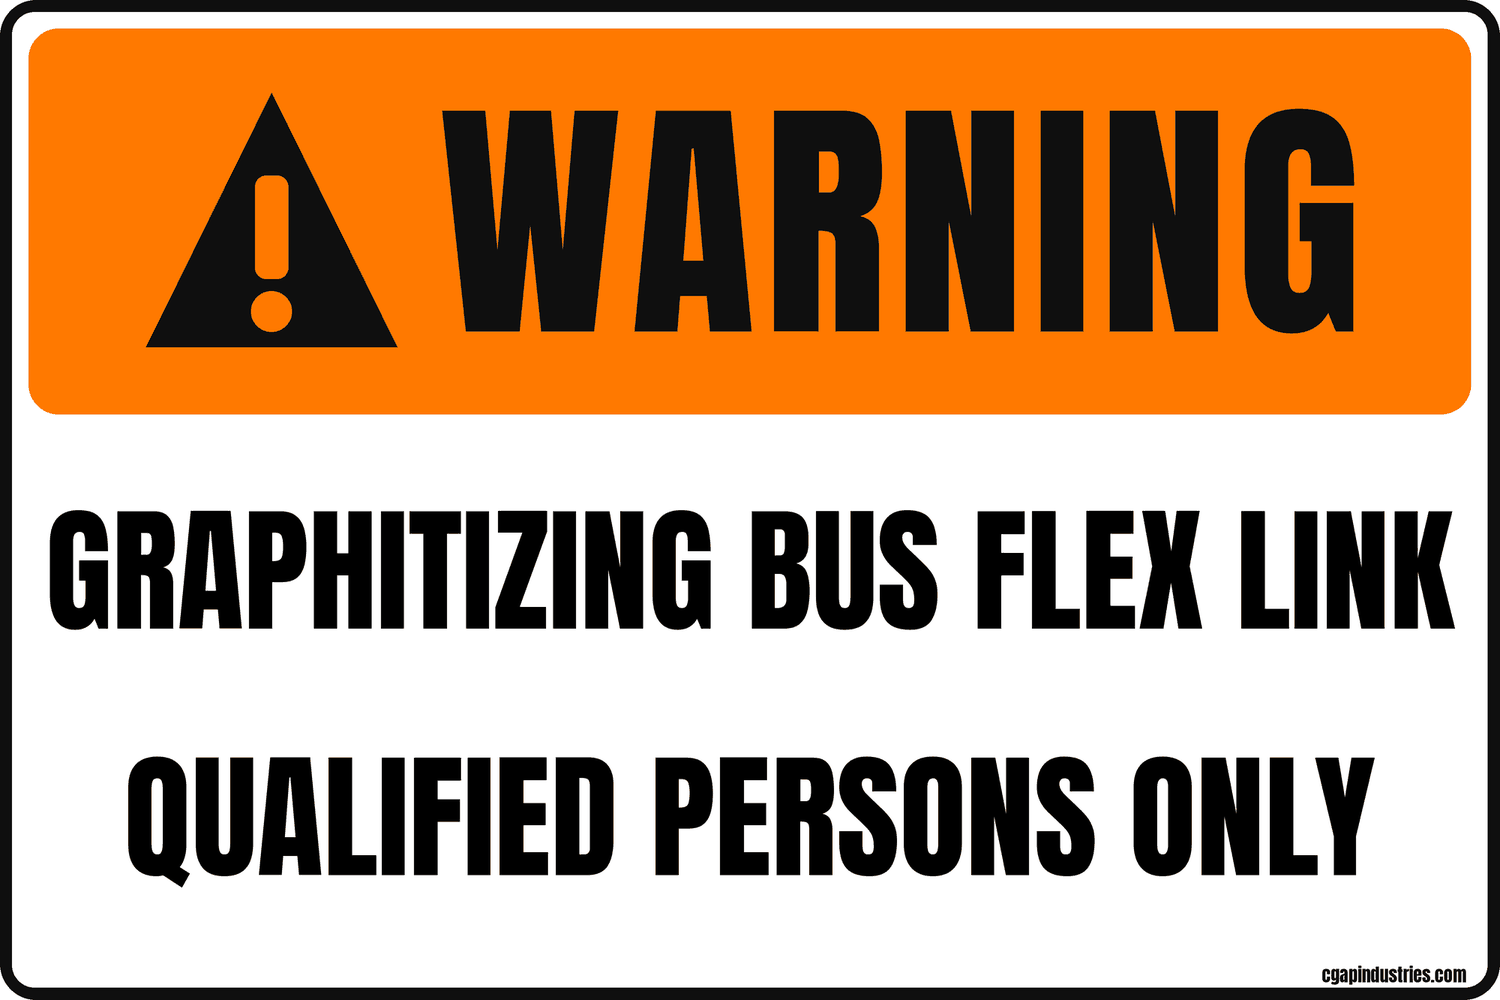 WARNING
GRAPHITIZING BUS FLEX LINK
QUALIFIED PERSONS ONLY
cgapindustries.com